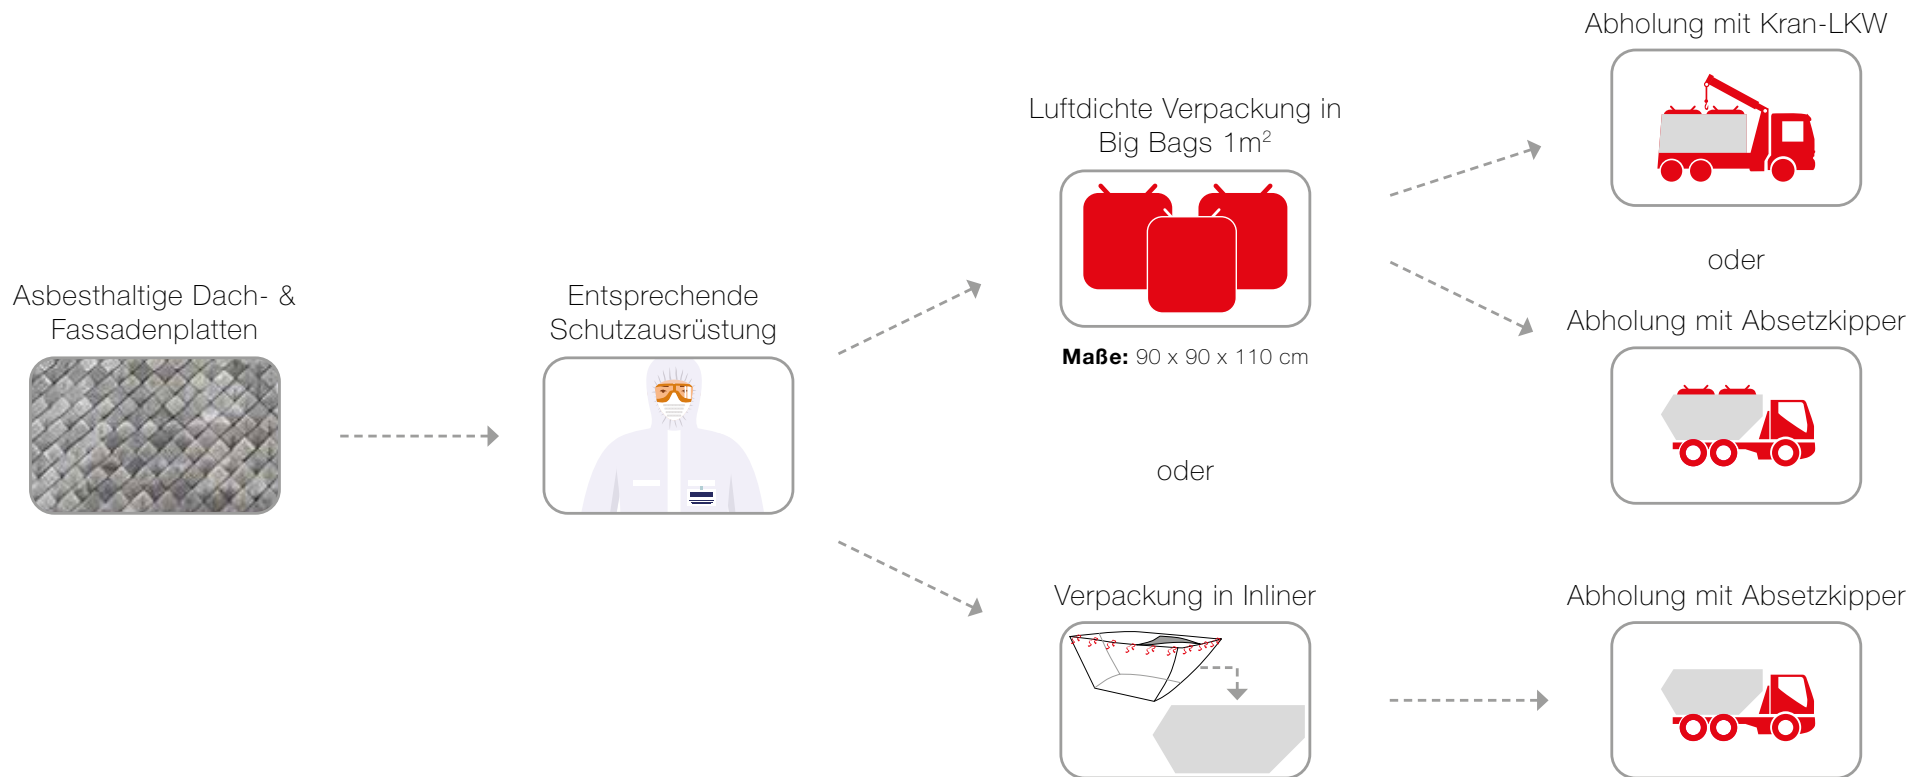 Asbesthaltige Dach- &
Fassadenplatten
Entsprechende
Schutzausrüstung
Luftdichte Verpackung in
Big Bags 1m²
Maße: 90 x 90 x 110 cm
oder
Verpackung in Inliner
Abholung mit Kran-LKW
oder
Abholung mit Absetzkipper
Abholung mit Absetzkipper